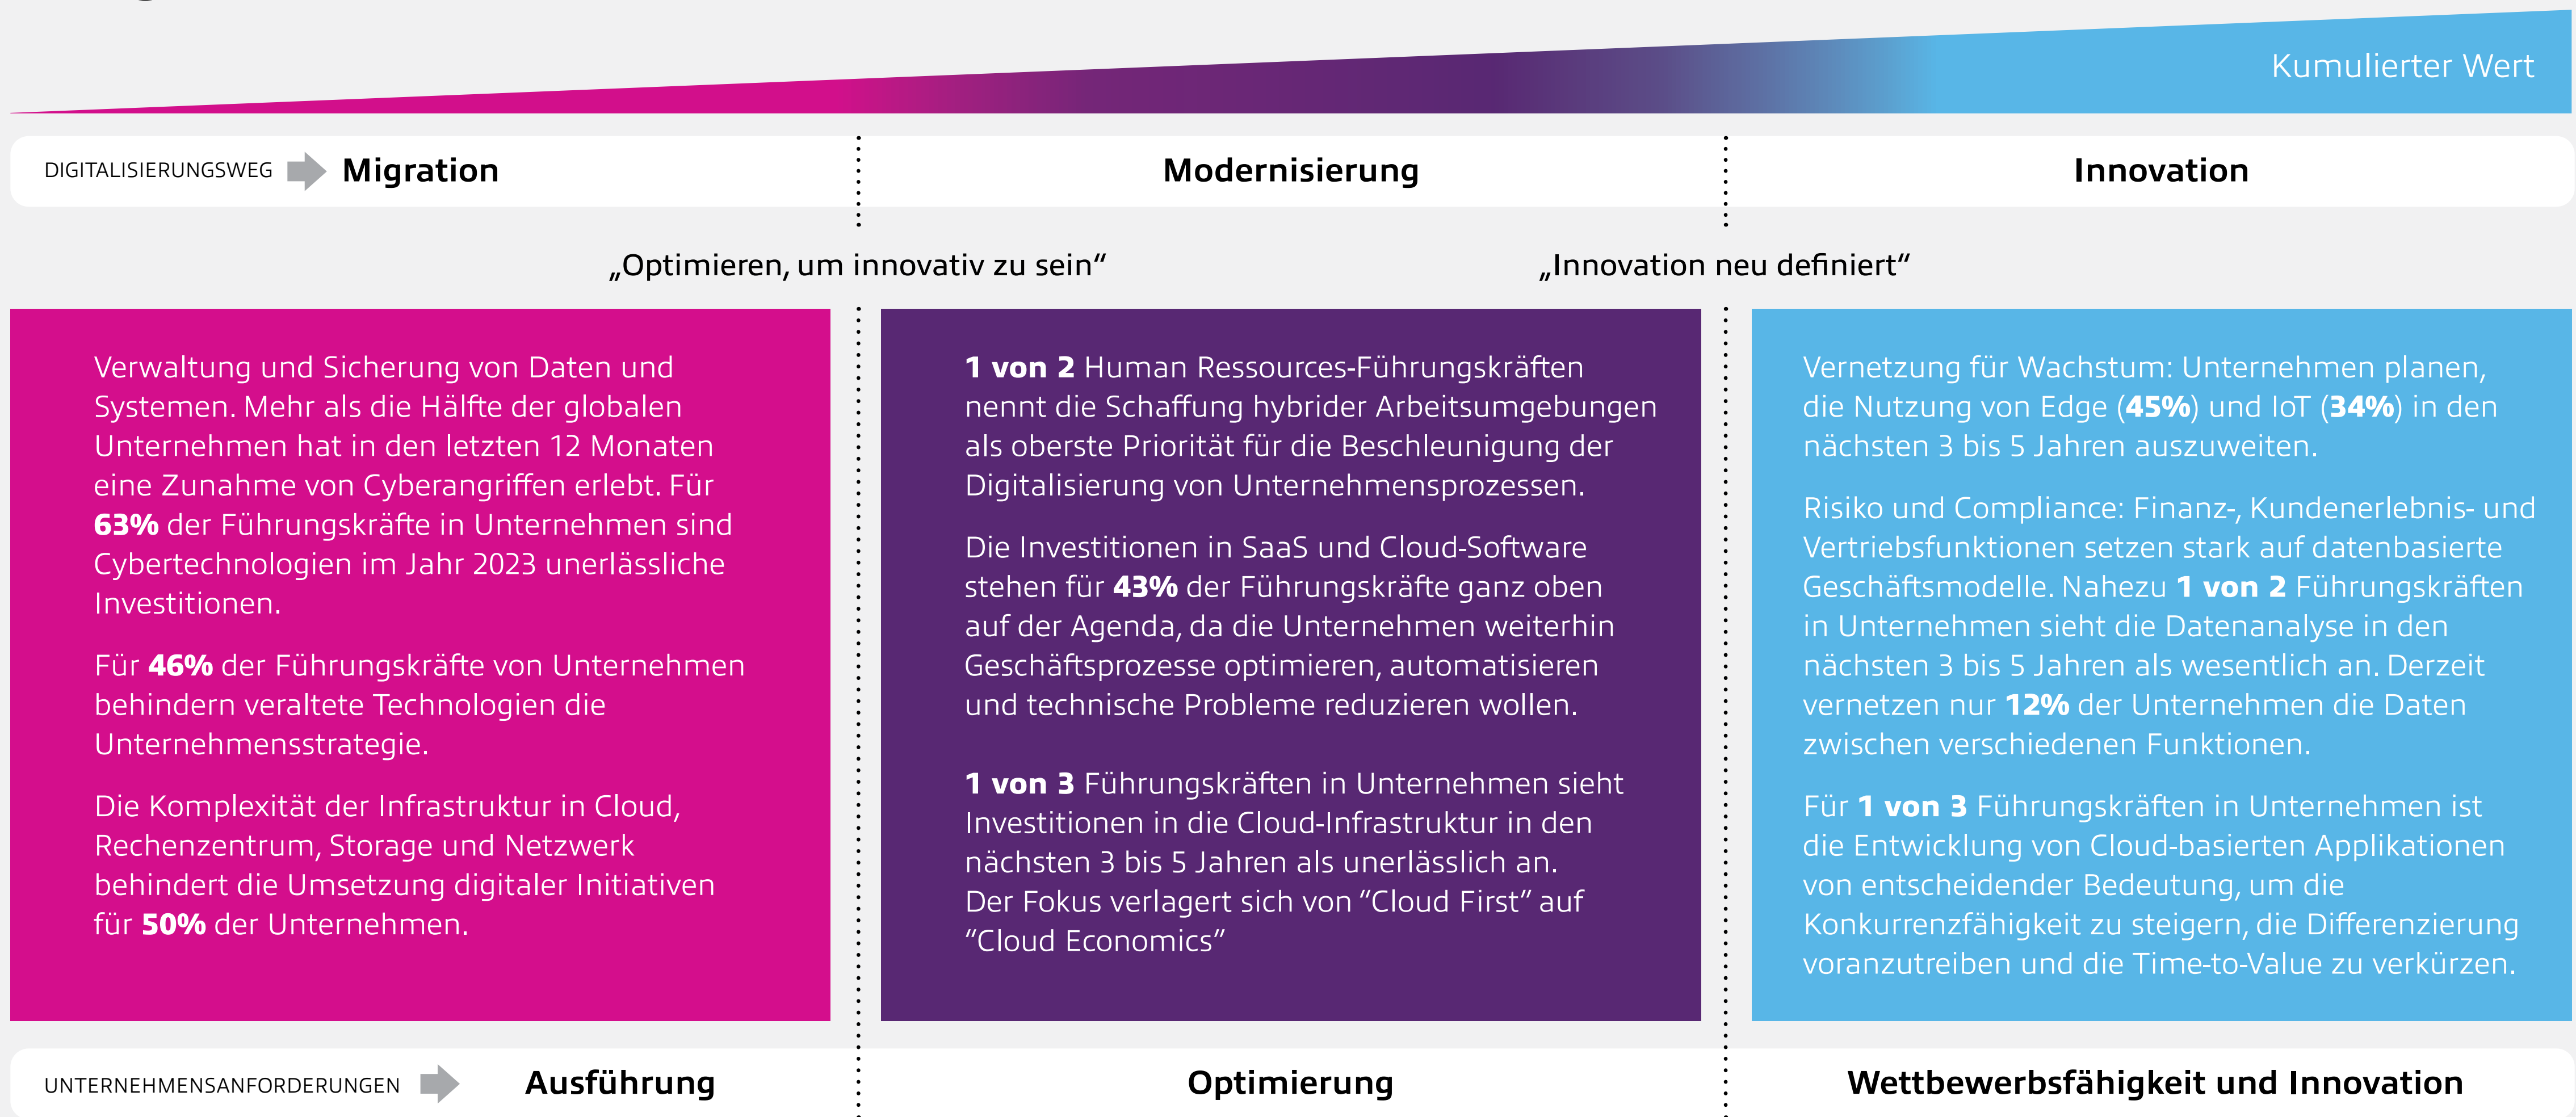 Kumulierter Wert
DIGITALISIERUNGSWEG Migration
Modernisierung
Innovation
„Optimieren, um innovativ zu sein“
„Innovation neu definiert“
Verwaltung und Sicherung von Daten und
Systemen. Mehr als die Hälfte der globalen
Unternehmen hat in den letzten 12 Monaten
eine Zunahme von Cyberangriffen erlebt. Für
63% der Führungskräfte in Unternehmen sind
Cybertechnologien im Jahr 2023 unerlässliche
Investitionen.
Für 46% der Führungskräfte von Unternehmen
behindern veraltete Technologien die
Unternehmensstrategie.
Die Komplexität der Infrastruktur in Cloud,
Rechenzentrum, Storage und Netzwerk
behindert die Umsetzung digitaler Initiativen
für 50% der Unternehmen.
1 von 2 Human Ressources-Führungskräften
nennt die Schaffung hybrider Arbeitsumgebungen
als oberste Priorität für die Beschleunigung der
Digitalisierung von Unternehmensprozessen.
Die Investitionen in SaaS und Cloud-Software
stehen für 43% der Führungskräfte ganz oben
auf der Agenda, da die Unternehmen weiterhin
Geschäftsprozesse optimieren, automatisieren
und technische Probleme reduzieren wollen.
1 von 3 Führungskräften in Unternehmen sieht
Investitionen in die Cloud-Infrastruktur in den
nächsten 3 bis 5 Jahren als unerlässlich an.
Der Fokus verlagert sich von “Cloud First” auf
“Cloud Economics”
Vernetzung für Wachstum: Unternehmen planen,
die Nutzung von Edge (45%) und IoT (34%) in den
nächsten 3 bis 5 Jahren auszuweiten.
Risiko und Compliance: Finanz-, Kundenerlebnis- und
Vertriebsfunktionen setzen stark auf datenbasierte
Geschäftsmodelle. Nahezu 1 von 2 Führungskräften
in Unternehmen sieht die Datenanalyse in den
nächsten 3 bis 5 Jahren als wesentlich an. Derzeit
vernetzen nur 12% der Unternehmen die Daten
zwischen verschiedenen Funktionen.
Für 1 von 3 Führungskräften in Unternehmen ist
die Entwicklung von Cloud-basierten Applikationen
von entscheidender Bedeutung, um die
Konkurrenzfähigkeit zu steigern, die Differenzierung
voranzutreiben und die Time-to-Value zu verkürzen.
UNTERNEHMENSANFORDERUNGEN Ausführung
Optimierung
Wettbewerbsfähigkeit und Innovation